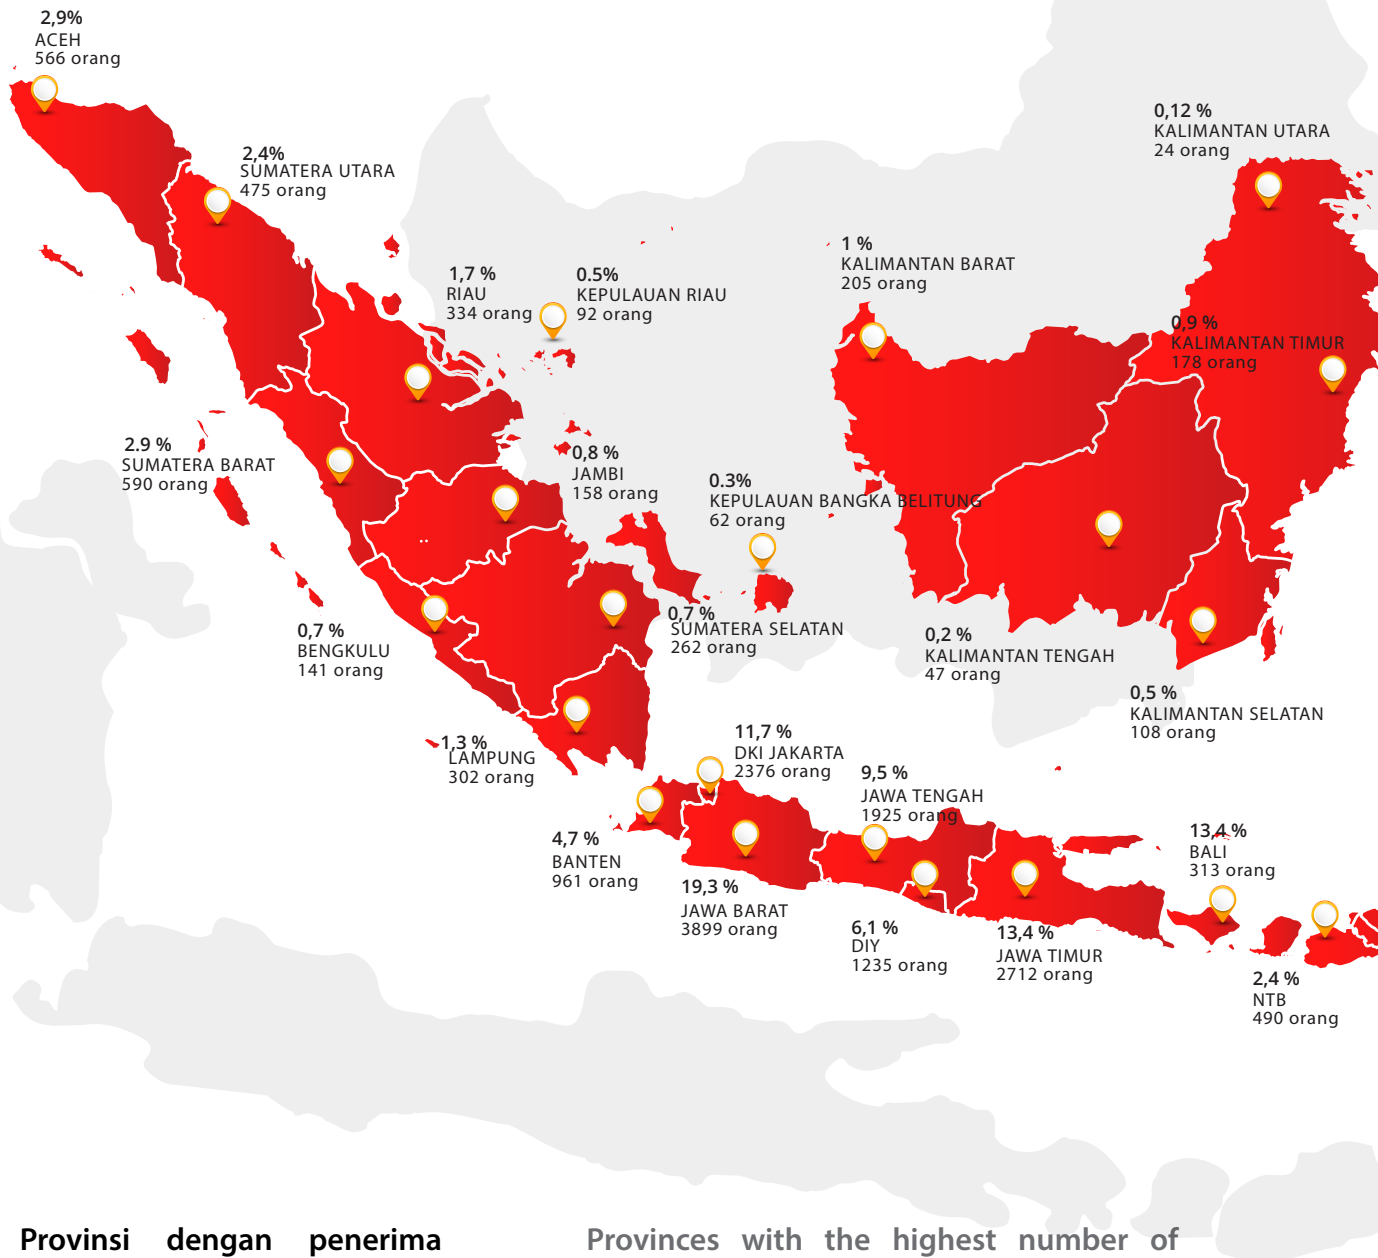 2,9%
ACEH
566 orang
2,4%
SUMATERA UTARA
475 orang
0,12 %
KALIMANTAN UTARA
24 orang
1,7 %
RIAU
334 orang
0.5%
KEPULAUAN RIAU
92 orang
1 %
KALIMANTAN BARAT
205 orang
0,9 %
KALIMANTAN TIMUR
178 orang
2.9 %
SUMATERA BARAT
590 orang
0,8 %
JAMBI
158 orang
0.3%
KEPULAUAN BANGKA BELITUNG
62 orang
0,7 %
BENGKULU
141 orang
0,7 %
SUMATERA SELATAN
262 orang
0,2 %
KALIMANTAN TENGAH
47 orang
0,5 %
KALIMANTAN SELATAN
108 orang
1,3 %
LAMPUNG
302 orang
11,7 %
DKI JAKARTA
2376 orang
9,5 %
JAWA TENGAH
1925 orang
4,7 %
BANTEN
961 orang
19,3 %
JAWA BARAT
3899 orang
6,1 %
DIY
1235 orang
13,4 %
JAWA TIMUR
2712 orang
13,4 %
BALI
313 orang
2,4 %
NTB
490 orang
Provinsi dengan penerima
Provinces with the highest number of